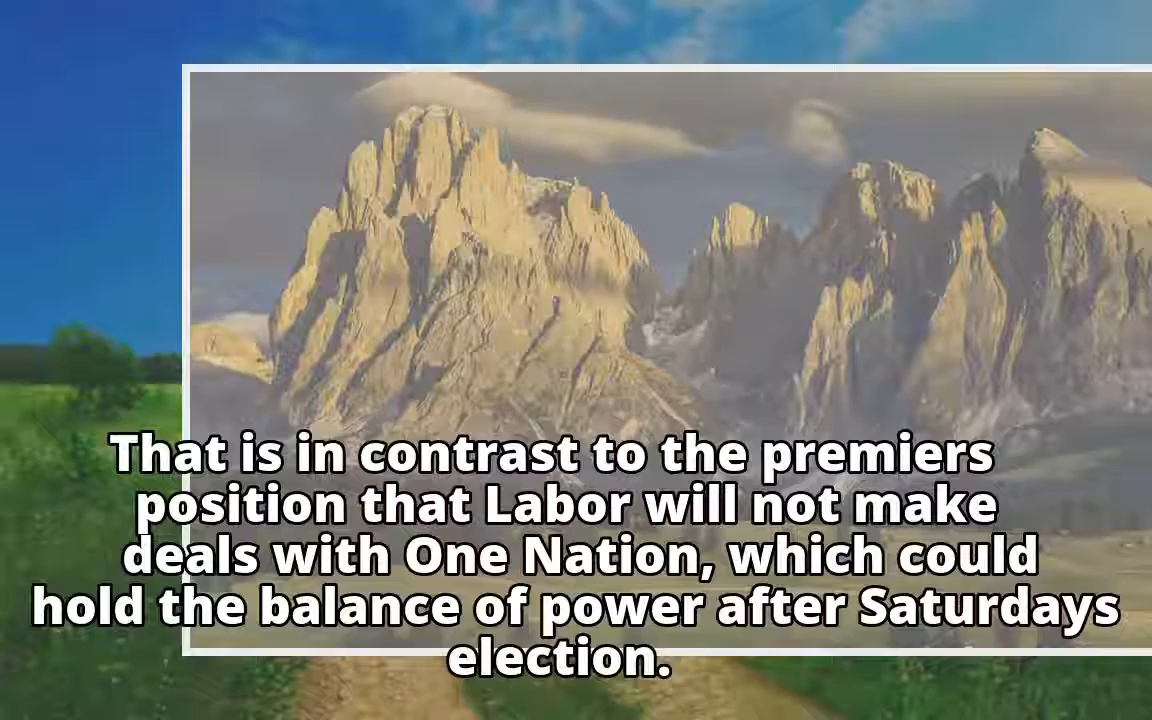 That is in contrast to the premiers
position that Labor will not make
deals with One Nation, which could
hold the balance of power after Saturdays
election.